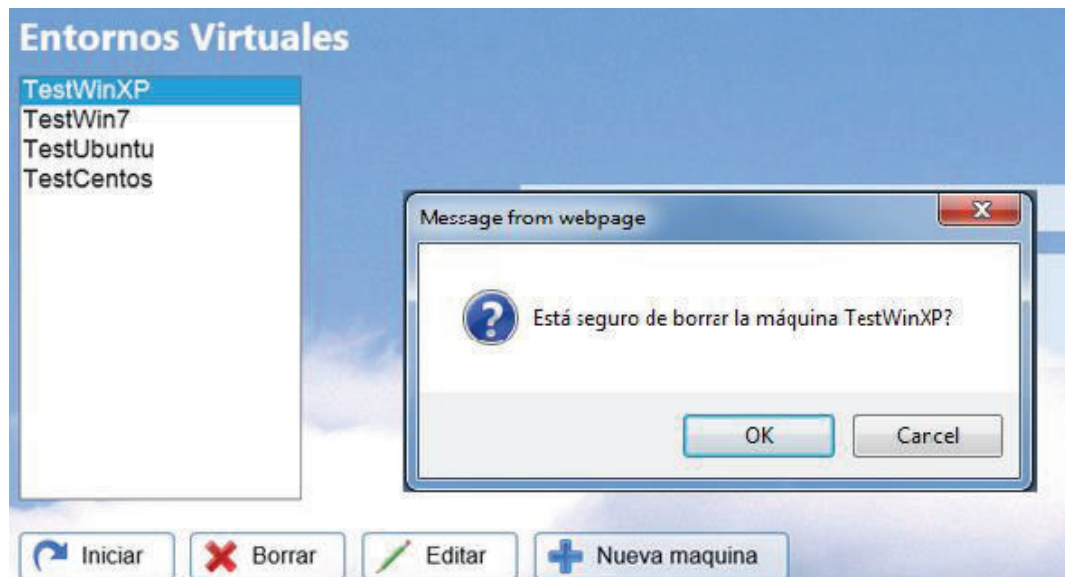 Entornos Virtuales
TestWinXP
TestWin7
TestUbuntu
TestCentos
Message from webpage
Está seguro de borrar la máquina TestWinXP?
OK
Cancel
Iniciar
Borrar
Editar
Nueva maquina